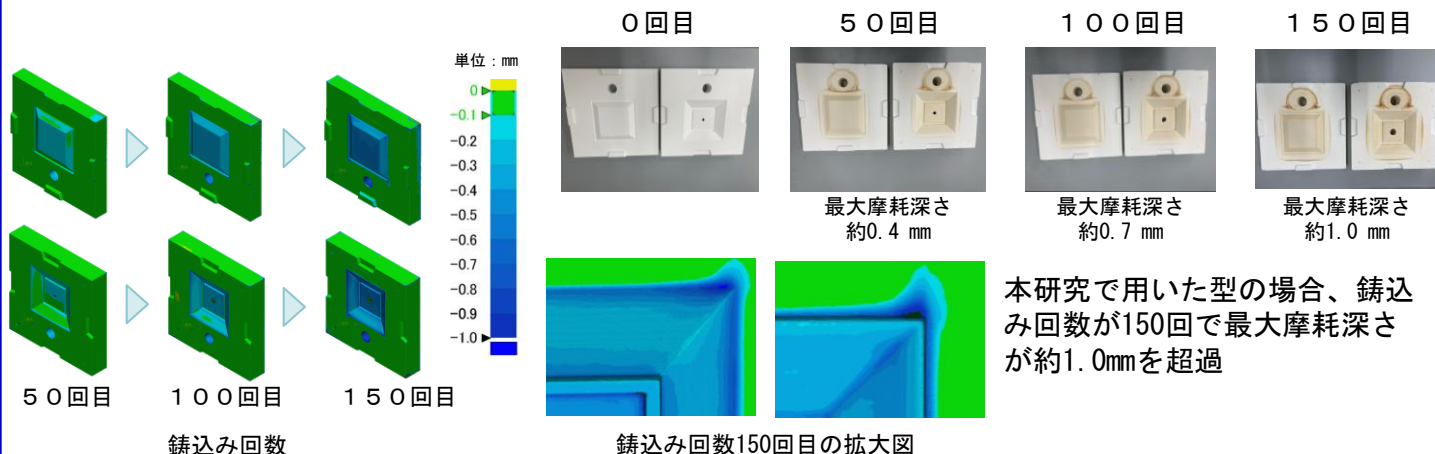 単位：mm
0
-0.1
-0.2
-0.3
-0.4
-0.5
-0.6
-0.7
-0.8
-0.9
-1.0
５０回目　１００回目　１５０回目
鋳込み回数
０回目　５０回目　１００回目　１５０回目
最大摩耗深さ
約0.4 mm
最大摩耗深さ
約0.7 mm
最大摩耗深さ
約1.0 mm
鋳込み回数150回目の拡大図
本研究で用いた型の場合、鋳込
み回数が150回で最大摩耗深さ
が約1.0mmを超過